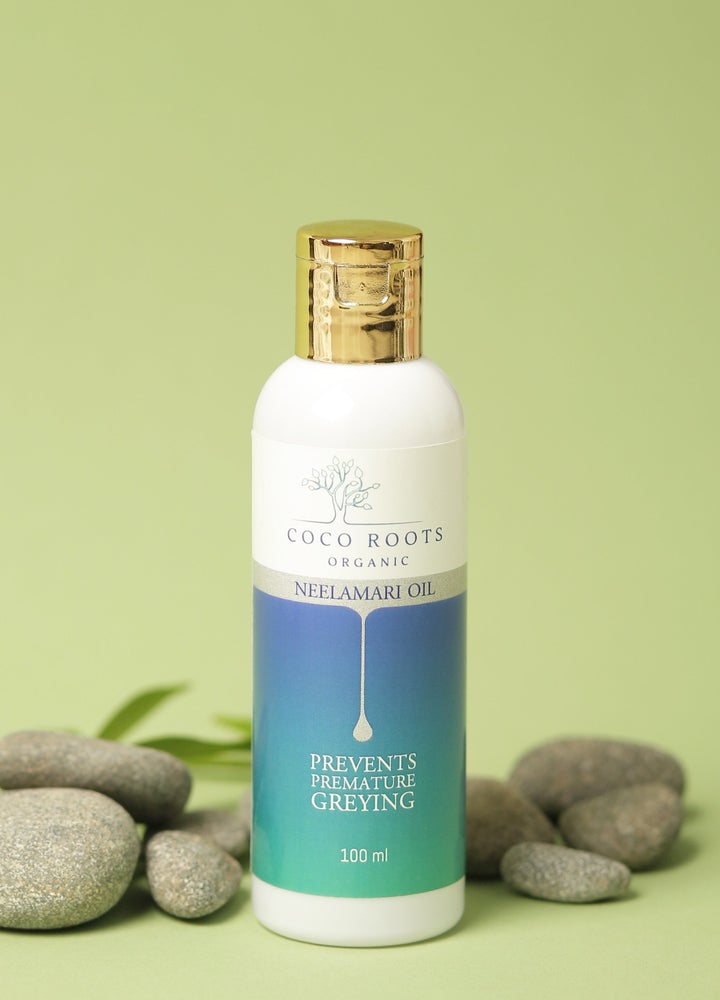 COCO ROOTS
ORGANIC
NEELAMARI OIL
PREVENTS
PREMATURE
GREYING
100 ml